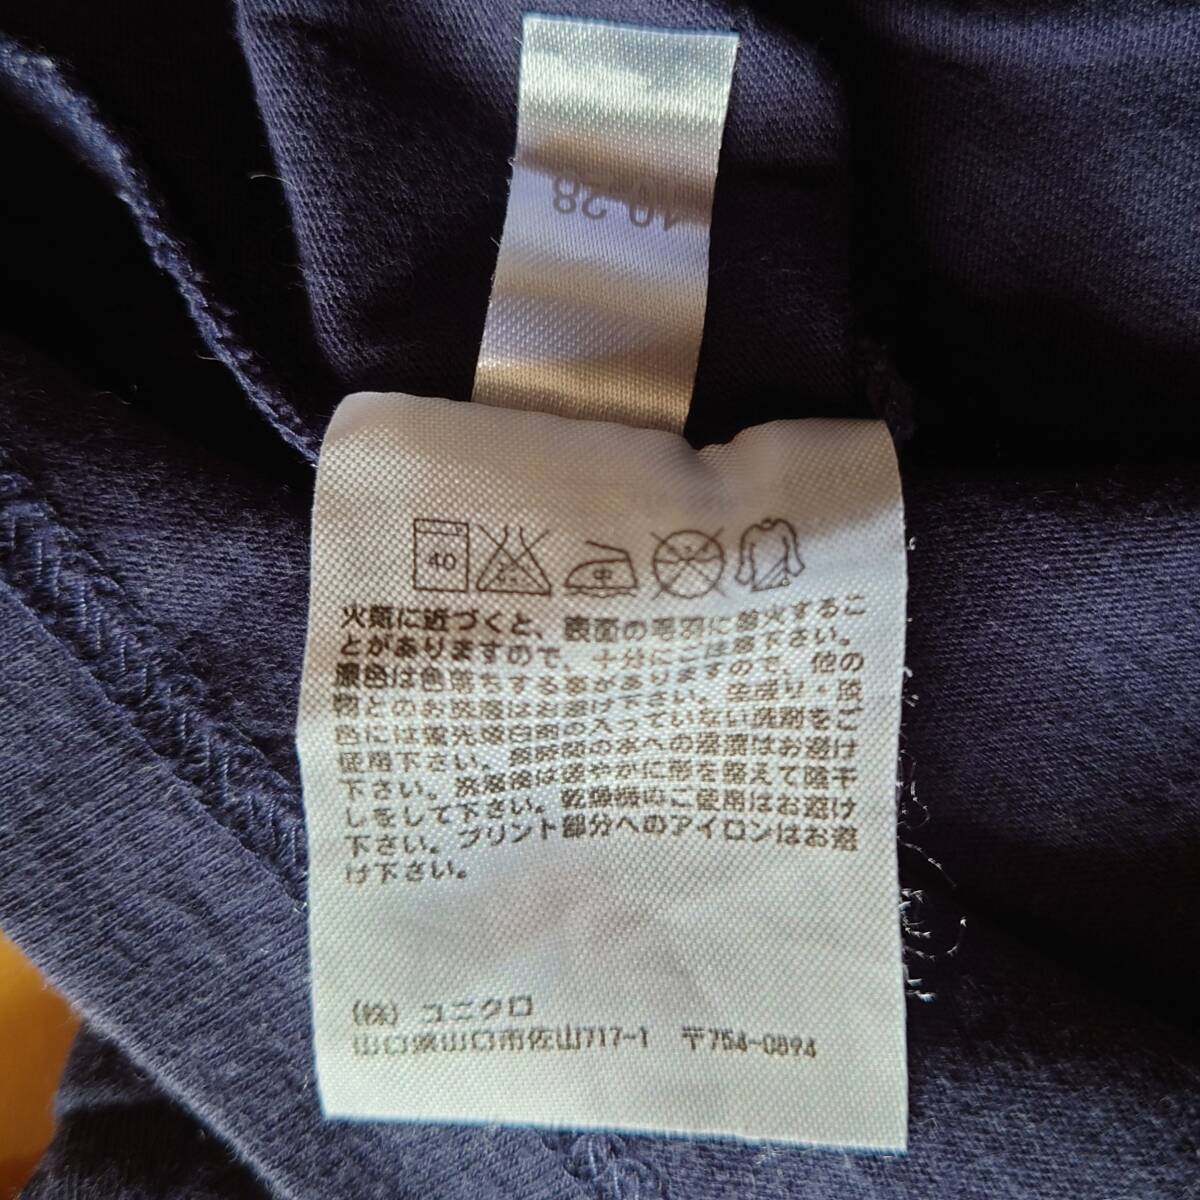 10-28
40
中
火気に近づくと、表面の毛羽に着火するこ
とがありますので、十分にご注意下さい。
濃色は色落ちする事がありますので、他の
物とのお洗濯はお避け下さい。生成り・淡
色には蛍光増白剤の入っていない洗剤をご
使用下さい。長時間の水への浸漬はお避け
下さい。洗濯後は速やかに形を整えて陰干
しをして下さい。乾燥機のご使用はお避け
下さい。プリント部分へのアイロンはお避
け下さい。
(株) ユニクロ
山口県山口市佐山717-1 〒754-0894